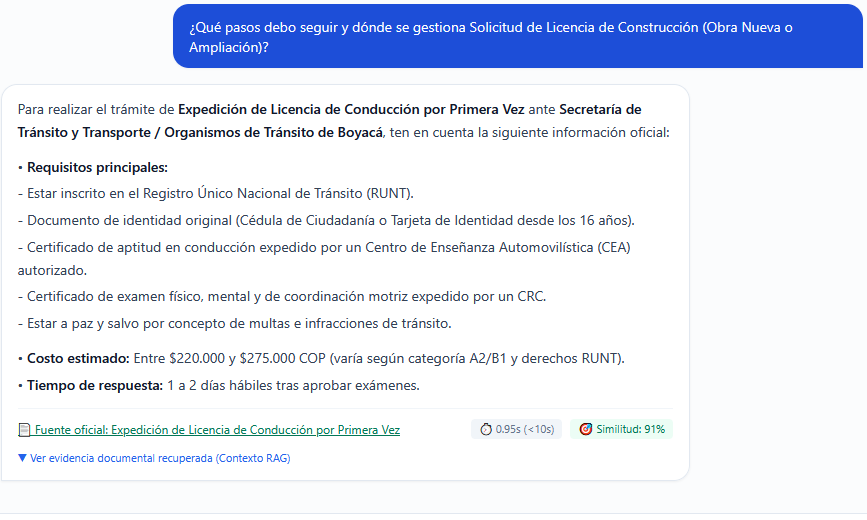 ¿Qué pasos debo seguir y dónde se gestiona Solicitud de Licencia de Construcción (Obra Nueva o
Ampliación)?
Para realizar el trámite de Expedición de Licencia de Conducción por Primera Vez ante Secretaría de
Tránsito y Transporte / Organismos de Tránsito de Boyacá, ten en cuenta la siguiente información oficial:
• Requisitos principales:
- Estar inscrito en el Registro Único Nacional de Tránsito (RUNT).
- Documento de identidad original (Cédula de Ciudadanía o Tarjeta de Identidad desde los 16 años).
- Certificado de aptitud en conducción expedido por un Centro de Enseñanza Automovilística (CEA)
autorizado.
- Certificado de examen físico, mental y de coordinación motriz expedido por un CRC.
- Estar a paz y salvo por concepto de multas e infracciones de tránsito.
• Costo estimado: Entre $220.000 y $275.000 COP (varía según categoría A2/B1 y derechos RUNT).
• Tiempo de respuesta: 1 a 2 días hábiles tras aprobar exámenes.
Fuente oficial: Expedición de Licencia de Conducción por Primera Vez
0.95s (<10s)
Similitud: 91%
▼ Ver evidencia documental recuperada (Contexto RAG)